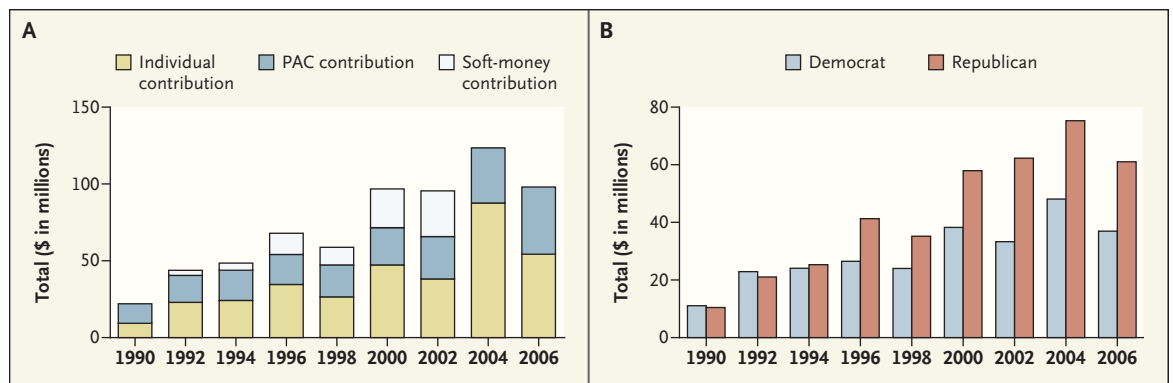 A
Individual contribution
PAC contribution
Soft-money contribution
Total ($ in millions)
150
100
50
0
1990 1992 1994 1996 1998 2000 2002 2004 2006
B
Democrat
Republican
Total ($ in millions)
80
60
40
20
0
1990 1992 1994 1996 1998 2000 2002 2004 2006